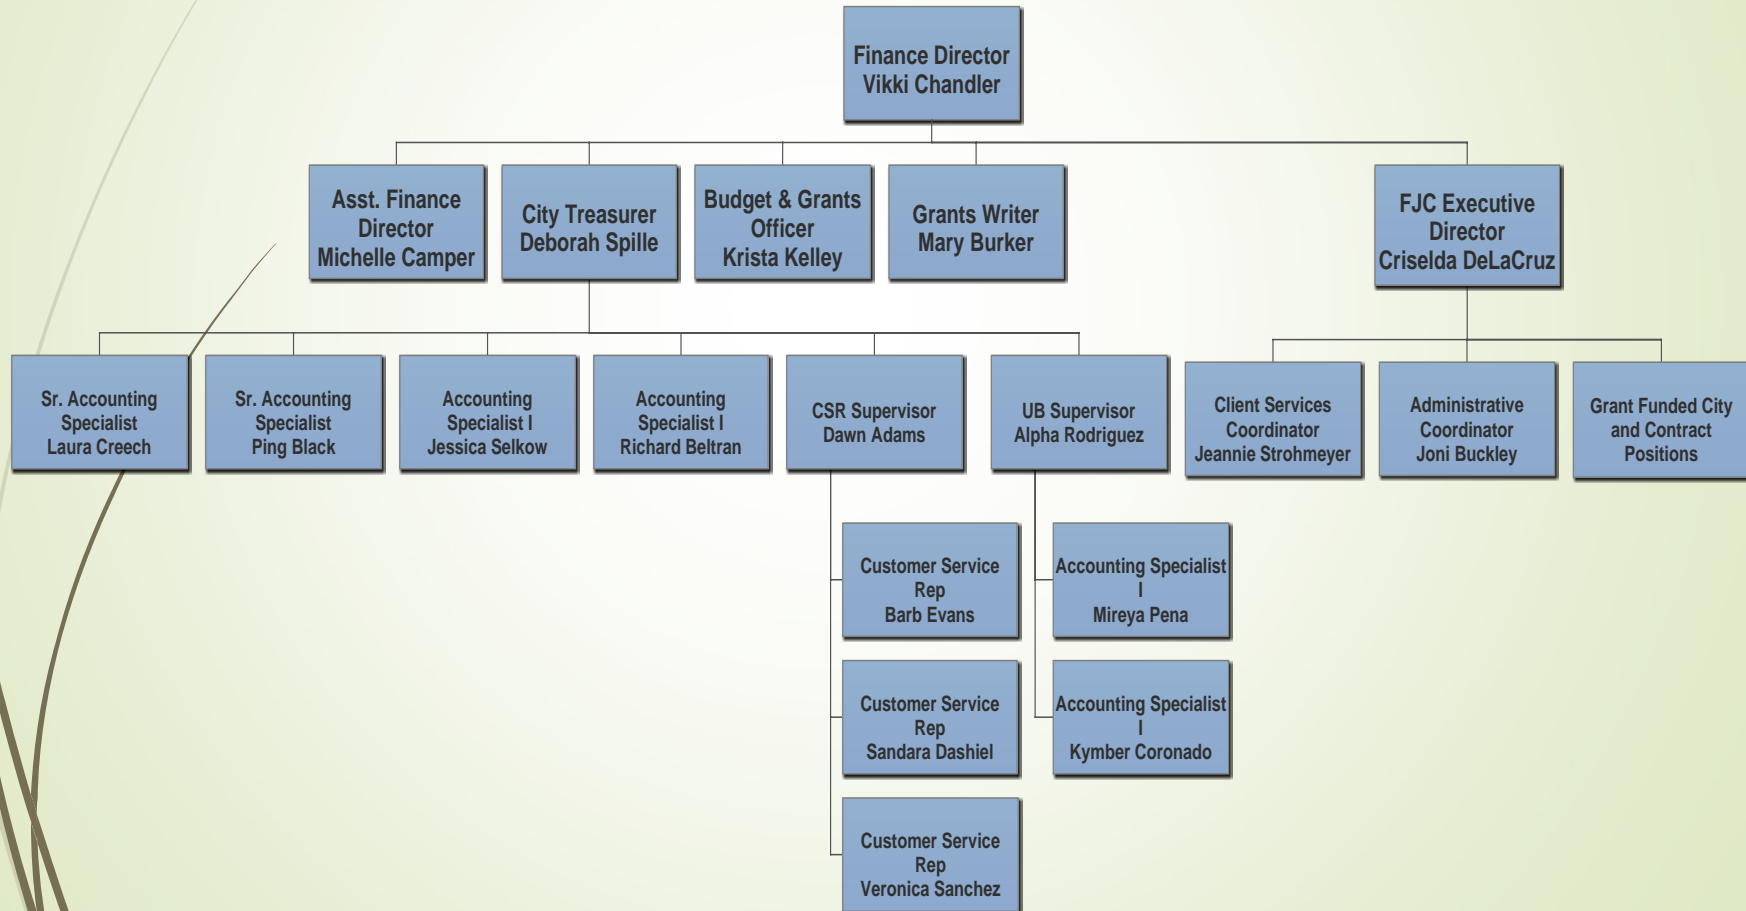 Finance Director
Vikki Chandler
Asst. Finance
Director
Michelle Camper
City Treasurer
Deborah Spille
Budget & Grants
Officer
Krista Kelley
Grants Writer
Mary Burker
FJC Executive
Director
Criselda DeLaCruz
Sr. Accounting
Specialist
Laura Creech
Sr. Accounting
Specialist
Ping Black
Accounting
Specialist I
Jessica Selkow
Accounting
Specialist I
Richard Beltran
CSR Supervisor
Dawn Adams
UB Supervisor
Alpha Rodriguez
Client Services
Coordinator
Jeannie Strohmeyer
Administrative
Coordinator
Joni Buckley
Grant Funded City
and Contract
Positions
Customer Service
Rep
Barb Evans
Accounting Specialist
I
Mireya Pena
Customer Service
Rep
Sandara Dashiel
Accounting Specialist
I
Kymber Coronado
Customer Service
Rep
Veronica Sanchez